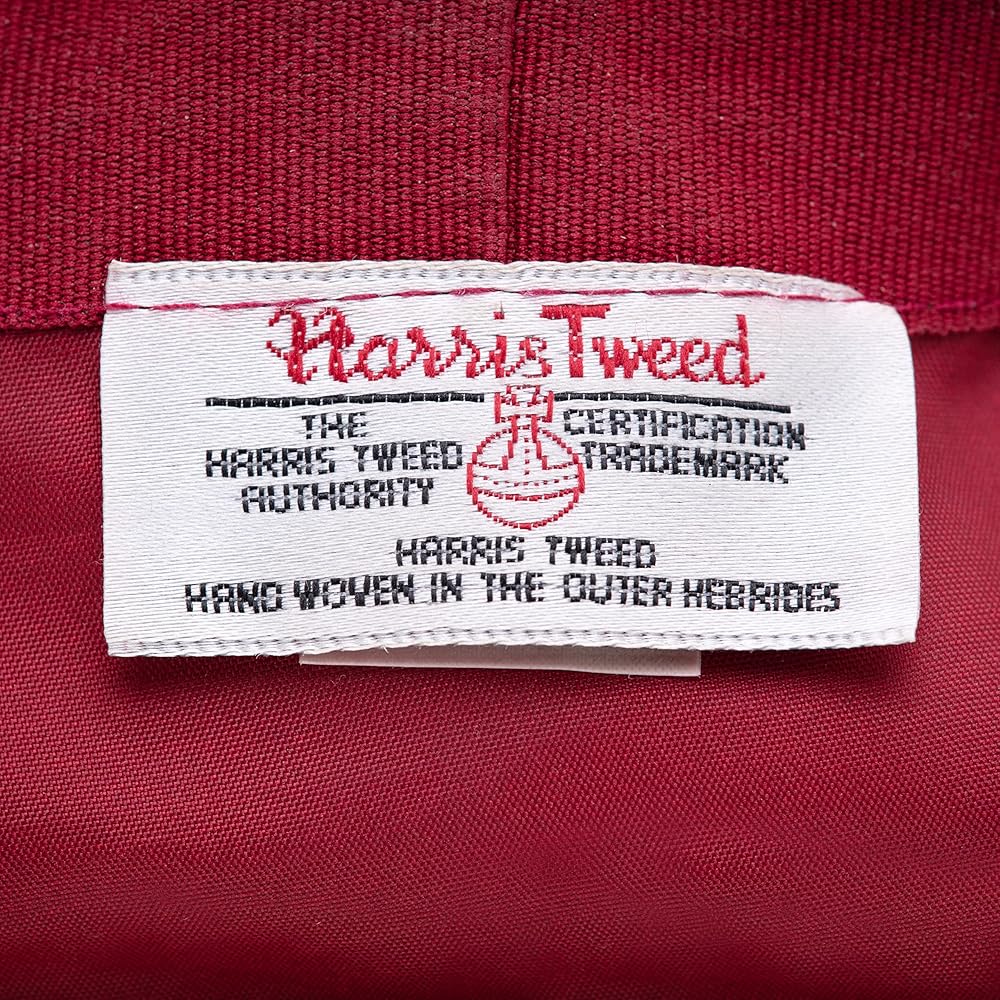 Harris Tweed
THE
HARRIS TWEED
AUTHORITY
CERTIFICATION
TRADEMARK
HARRIS TWEED
HAND WOVEN IN THE OUTER HEBRIDES